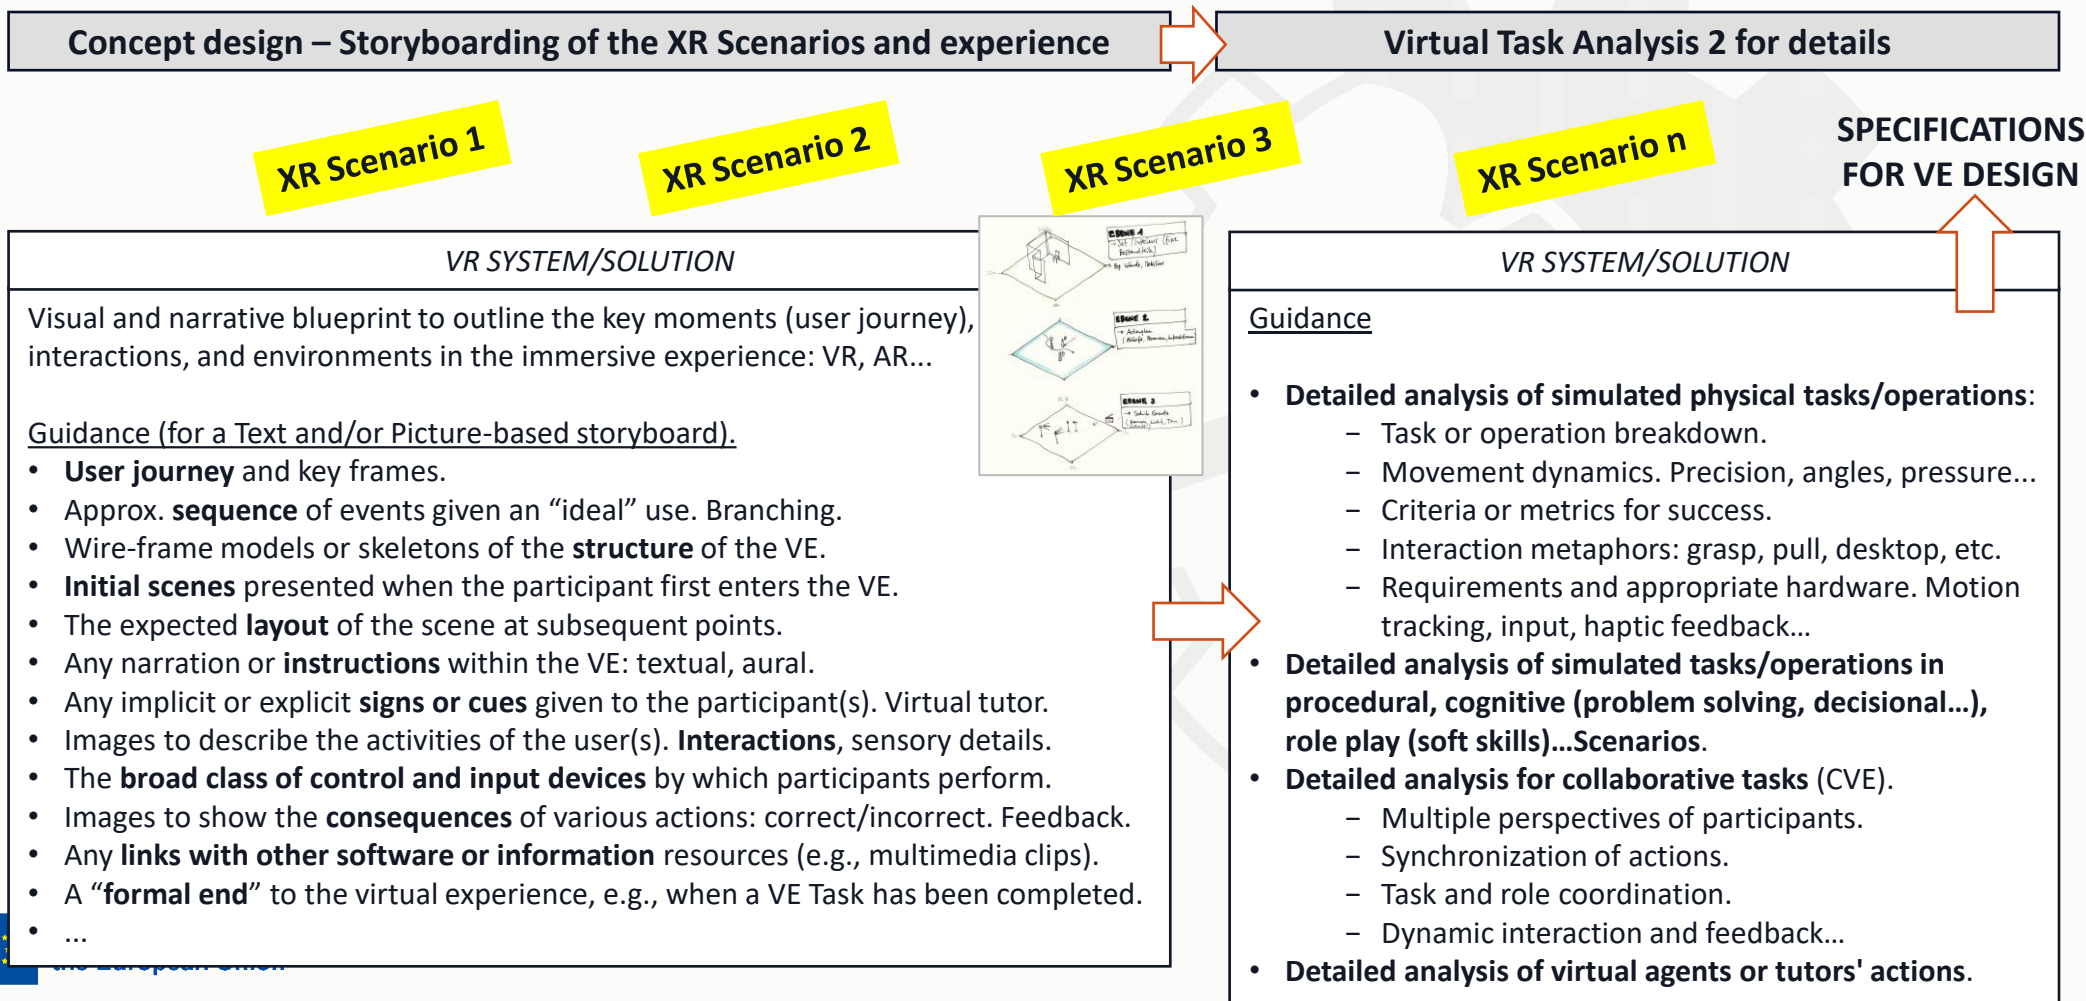 Concept design – Storyboarding of the XR Scenarios and experience
Virtual Task Analysis 2 for details
XR Scenario 1
XR Scenario 2
XR Scenario 3
XR Scenario n
SPECIFICATIONS
FOR VE DESIGN
VR SYSTEM/SOLUTION
Visual and narrative blueprint to outline the key moments (user journey),
interactions, and environments in the immersive experience: VR, AR...
Guidance (for a Text and/or Picture-based storyboard).
• User journey and key frames.
• Approx. sequence of events given an “ideal” use. Branching.
• Wire-frame models or skeletons of the structure of the VE.
• Initial scenes presented when the participant first enters the VE.
• The expected layout of the scene at subsequent points.
• Any narration or instructions within the VE: textual, aural.
• Any implicit or explicit signs or cues given to the participant(s). Virtual tutor.
• Images to describe the activities of the user(s). Interactions, sensory details.
• The broad class of control and input devices by which participants perform.
• Images to show the consequences of various actions: correct/incorrect. Feedback.
• Any links with other software or information resources (e.g., multimedia clips).
• A “formal end” to the virtual experience, e.g., when a VE Task has been completed.
• ...
the European Union
EBENE 1
EBENE 2
EBENE 3
VR SYSTEM/SOLUTION
Guidance
• Detailed analysis of simulated physical tasks/operations:
− Task or operation breakdown.
− Movement dynamics. Precision, angles, pressure...
− Criteria or metrics for success.
− Interaction metaphors: grasp, pull, desktop, etc.
− Requirements and appropriate hardware. Motion
tracking, input, haptic feedback…
• Detailed analysis of simulated tasks/operations in
procedural, cognitive (problem solving, decisional…),
role play (soft skills)…Scenarios.
• Detailed analysis for collaborative tasks (CVE).
− Multiple perspectives of participants.
− Synchronization of actions.
− Task and role coordination.
− Dynamic interaction and feedback…
• Detailed analysis of virtual agents or tutors' actions.